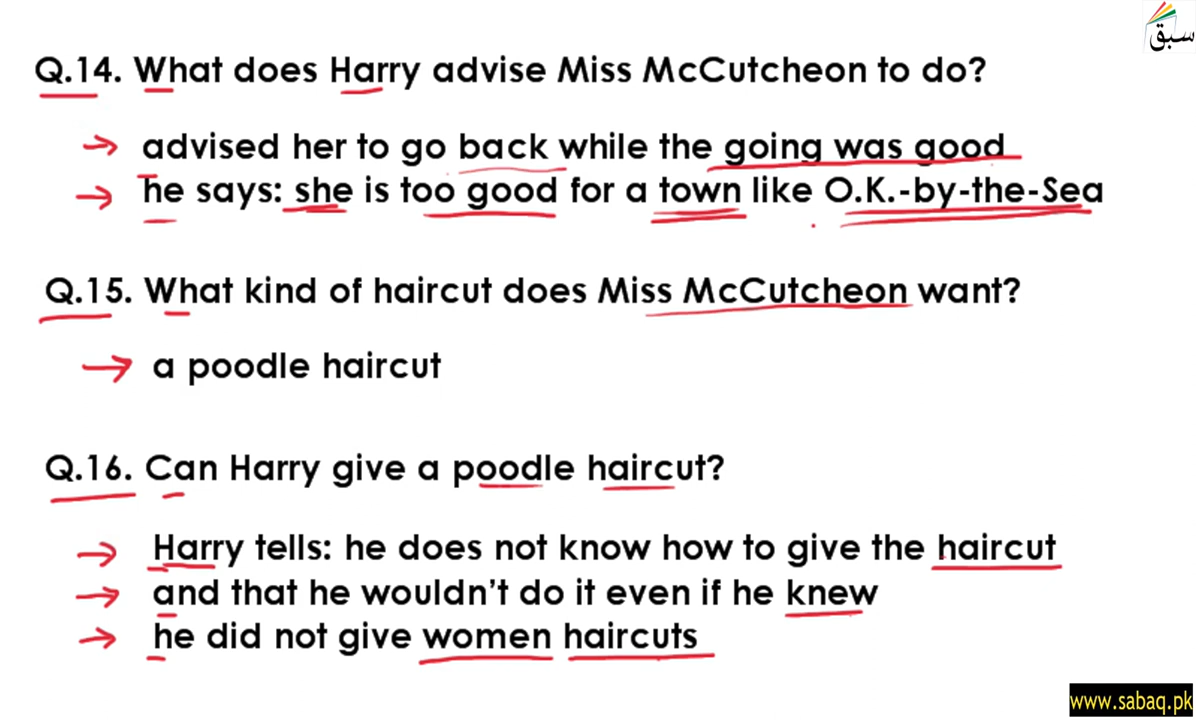 سبق
Q.14. What does Harry advise Miss McCutcheon to do?
advised her to go back while the going was good
he says: she is too good for a town like O.K.-by-the-Sea
Q.15. What kind of haircut does Miss McCutcheon want?
a poodle haircut
Q.16. Can Harry give a poodle haircut?
Harry tells: he does not know how to give the haircut
and that he wouldn't do it even if he knew
he did not give women haircuts
www.sabaq.pk